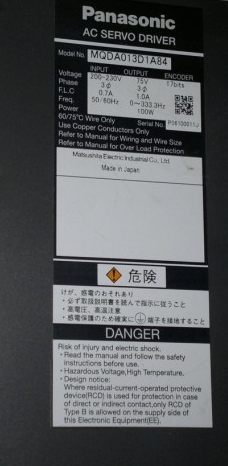 Panasonic
AC SERVO DRIVER
Model No. MQDA013D1A84
INPUT OUTPUT ENCODER
Voltage 200-230V 75V 17bits
Phase 3φ 3φ
F.L.C 0.7A 1.0A
Freq. 50/60Hz 0~333.3Hz
Power 100W
60/75℃ Wire Only
Use Copper Conductors Only
Serial No. P06130011J
Refer to Manual for Wiring and Wire Size
Refer to Manual for Over Load Protection
Matsushita Electric Industrial Co., Ltd.
Made in Japan
危険
けが、感電のおそれあり
・必ず取扱説明書を読んで指示に従うこと
・高電圧、高温注意
・感電保護のため確実に端子を接地すること
DANGER
Risk of injury and electric shock.
・Read the manual and follow the safety
instructions before use.
・Hazardous Voltage, High Temperature.
・Design notice:
Where residual-current-operated protective
device(RCD) is used for protection in case
of direct or indirect contact,only RCD of
Type B is allowed on the supply side of
this Electronic Equipment(EE).